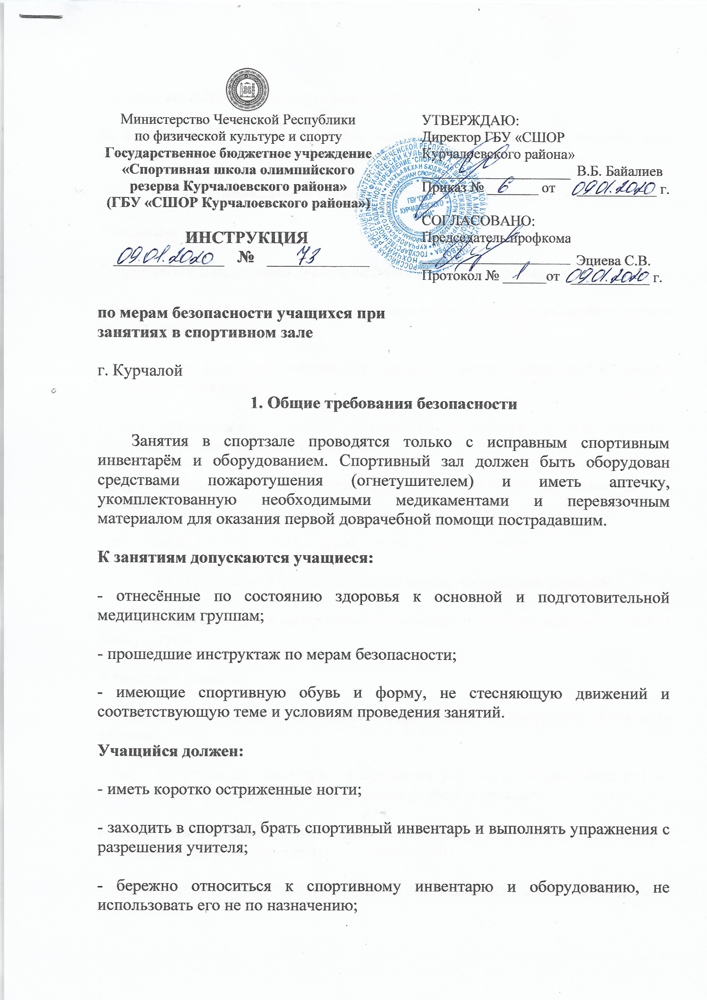 Министерство Чеченской Республики
по физической культуре и спорту
Государственное бюджетное учреждение
«Спортивная школа олимпийского
резерва Курчалоевского района»
(ГБУ «СШОР Курчалоевского района»)
ИНСТРУКЦИЯ
09.01.2020 № 73
УТВЕРЖДАЮ:
Директор ГБУ «СШОР
Курчалоевского района»
В.Б. Байалиев
Приказ № 6 от 09.01.2020 г.
СОГЛАСОВАНО:
Председатель профкома
Эциева С.В.
Протокол № 1 от 09.01.2020 г.
ГБУ "СШОР
КУРЧАЛОЕВСКОГО
РАЙОНА"
по мерам безопасности учащихся при
занятиях в спортивном зале
г. Курчалой
1. Общие требования безопасности
Занятия в спортзале проводятся только с исправным спортивным
инвентарём и оборудованием. Спортивный зал должен быть оборудован
средствами пожаротушения (огнетушителем) и иметь аптечку,
укомплектованную необходимыми медикаментами и перевязочным
материалом для оказания первой доврачебной помощи пострадавшим.
К занятиям допускаются учащиеся:
- отнесённые по состоянию здоровья к основной и подготовительной
медицинским группам;
- прошедшие инструктаж по мерам безопасности;
- имеющие спортивную обувь и форму, не стесняющую движений и
соответствующую теме и условиям проведения занятий.
Учащийся должен:
- иметь коротко остриженные ногти;
- заходить в спортзал, брать спортивный инвентарь и выполнять упражнения с
разрешения учителя;
- бережно относиться к спортивному инвентарю и оборудованию, не
использовать его не по назначению;